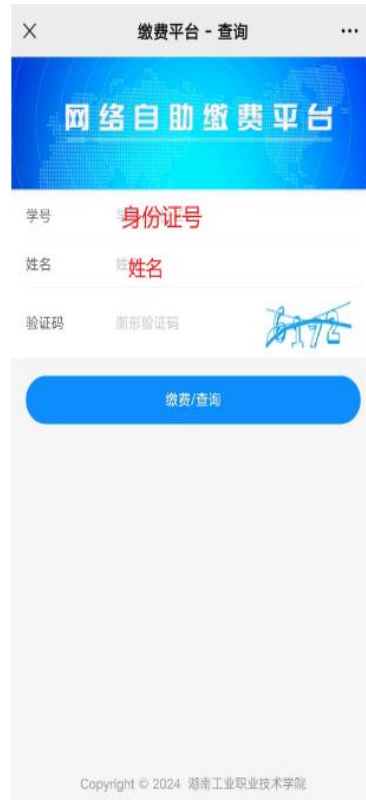 缴费平台 - 查询
网络自助缴费平台
学号 身份证号
姓名 姓名
验证码 图形验证码 6172
缴费/查询
Copyright © 2024 湖南工业职业技术学院